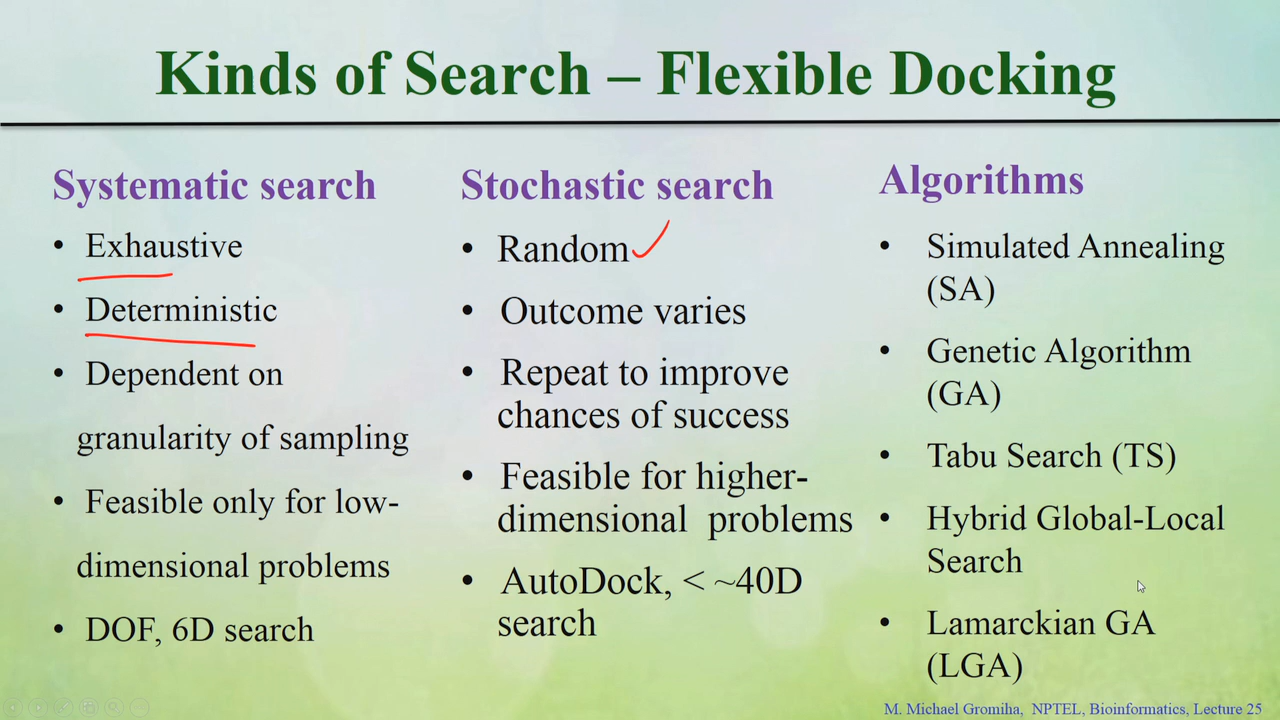 Kinds of Search – Flexible Docking
Systematic search
• Exhaustive
• Deterministic
• Dependent on
granularity of sampling
• Feasible only for low-
dimensional problems
• DOF, 6D search
Stochastic search
• Random
• Outcome varies
• Repeat to improve
chances of success
• Feasible for higher-
dimensional problems
• AutoDock, < ~40D
search
Algorithms
• Simulated Annealing
(SA)
• Genetic Algorithm
(GA)
• Tabu Search (TS)
• Hybrid Global-Local
Search
• Lamarckian GA
(LGA)
M. Michael Gromiha, NPTEL, Bioinformatics, Lecture 25